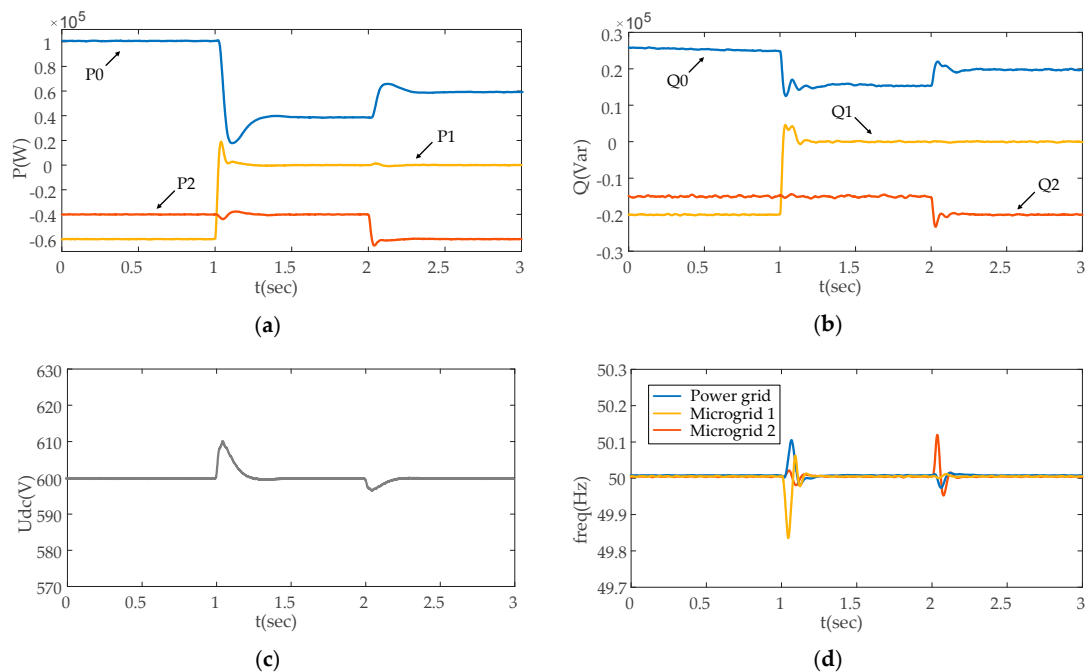 ×10⁵
1
0.8
0.6
0.4
0.2
0
-0.2
-0.4
-0.6
P(W)
P0
P1
P2
0 0.5 1 1.5 2 2.5 3
t(sec)
(a)
×10⁵
0.3
0.2
0.1
0
-0.1
-0.2
-0.3
Q(Var)
Q0
Q1
Q2
0 0.5 1 1.5 2 2.5 3
t(sec)
(b)
630
620
610
600
590
580
570
Udc(V)
0 0.5 1 1.5 2 2.5 3
t(sec)
(c)
50.3
50.2
50.1
50
49.9
49.8
49.7
freq(Hz)
Power grid
Microgrid 1
Microgrid 2
0 0.5 1 1.5 2 2.5 3
t(sec)
(d)